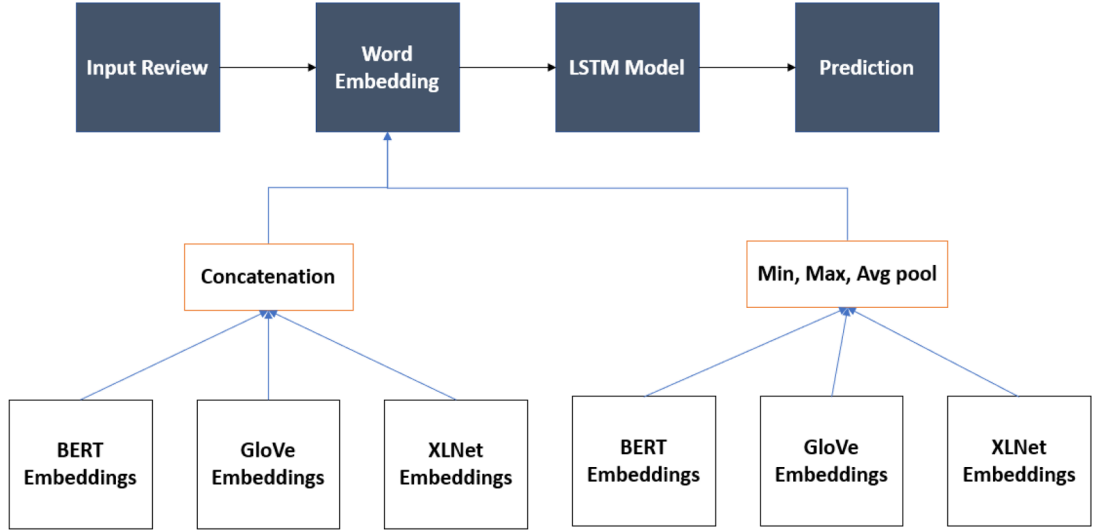 Input Review
Word
Embedding
LSTM Model
Prediction
Concatenation
Min, Max, Avg pool
BERT
Embeddings
GloVe
Embeddings
XLNet
Embeddings
BERT
Embeddings
GloVe
Embeddings
XLNet
Embeddings